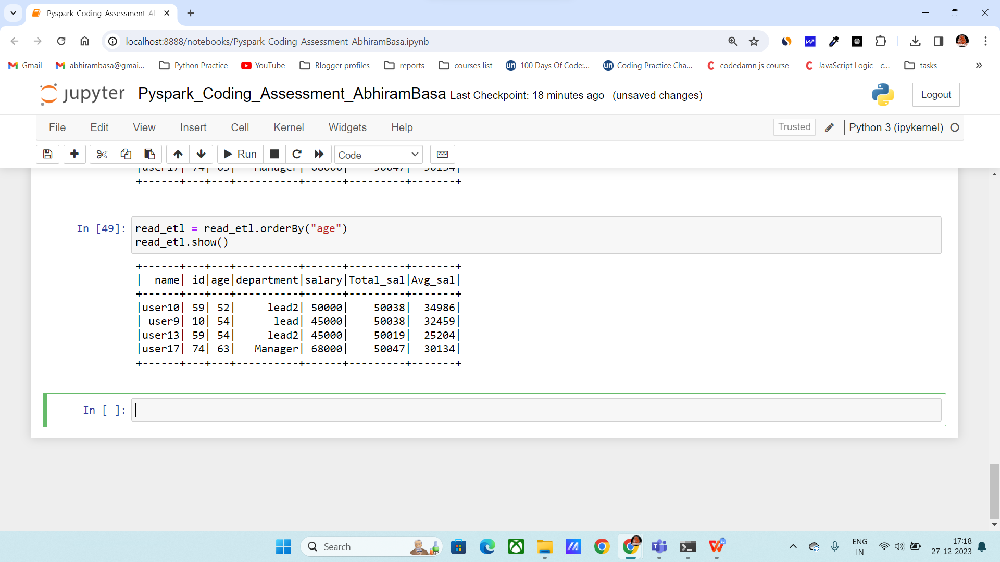 Pyspark_Coding_Assessment_A
localhost:8888/notebooks/Pyspark_Coding_Assessment_AbhiramBasa.ipynb
Gmail abhirambasa@gmai... Python Practice YouTube Blogger profiles reports courses list un 100 Days Of Code:... un Coding Practice Cha... codedamn js course JavaScript Logic - c... tasks »
jupyter Pyspark_Coding_Assessment_AbhiramBasa Last Checkpoint: 18 minutes ago (unsaved changes) Logout
File Edit View Insert Cell Kernel Widgets Help Trusted Python 3 (ipykernel)
Run Code
|user17| 74| 63|   Manager| 68000|    50047|  30134|
+------+---+---+----------+------+---------+-------+
In [49]: read_etl = read_etl.orderBy("age")
read_etl.show()
+------+---+---+----------+------+---------+-------+
|  name| id|age|department|salary|Total_sal|Avg_sal|
+------+---+---+----------+------+---------+-------+
|user10| 59| 52|     lead2| 50000|    50038|  34986|
| user9| 10| 54|      lead| 45000|    50038|  32459|
|user13| 59| 54|     lead2| 45000|    50019|  25204|
|user17| 74| 63|   Manager| 68000|    50047|  30134|
+------+---+---+----------+------+---------+-------+
In [ ]:
Search
ENG
IN
17:18
27-12-2023